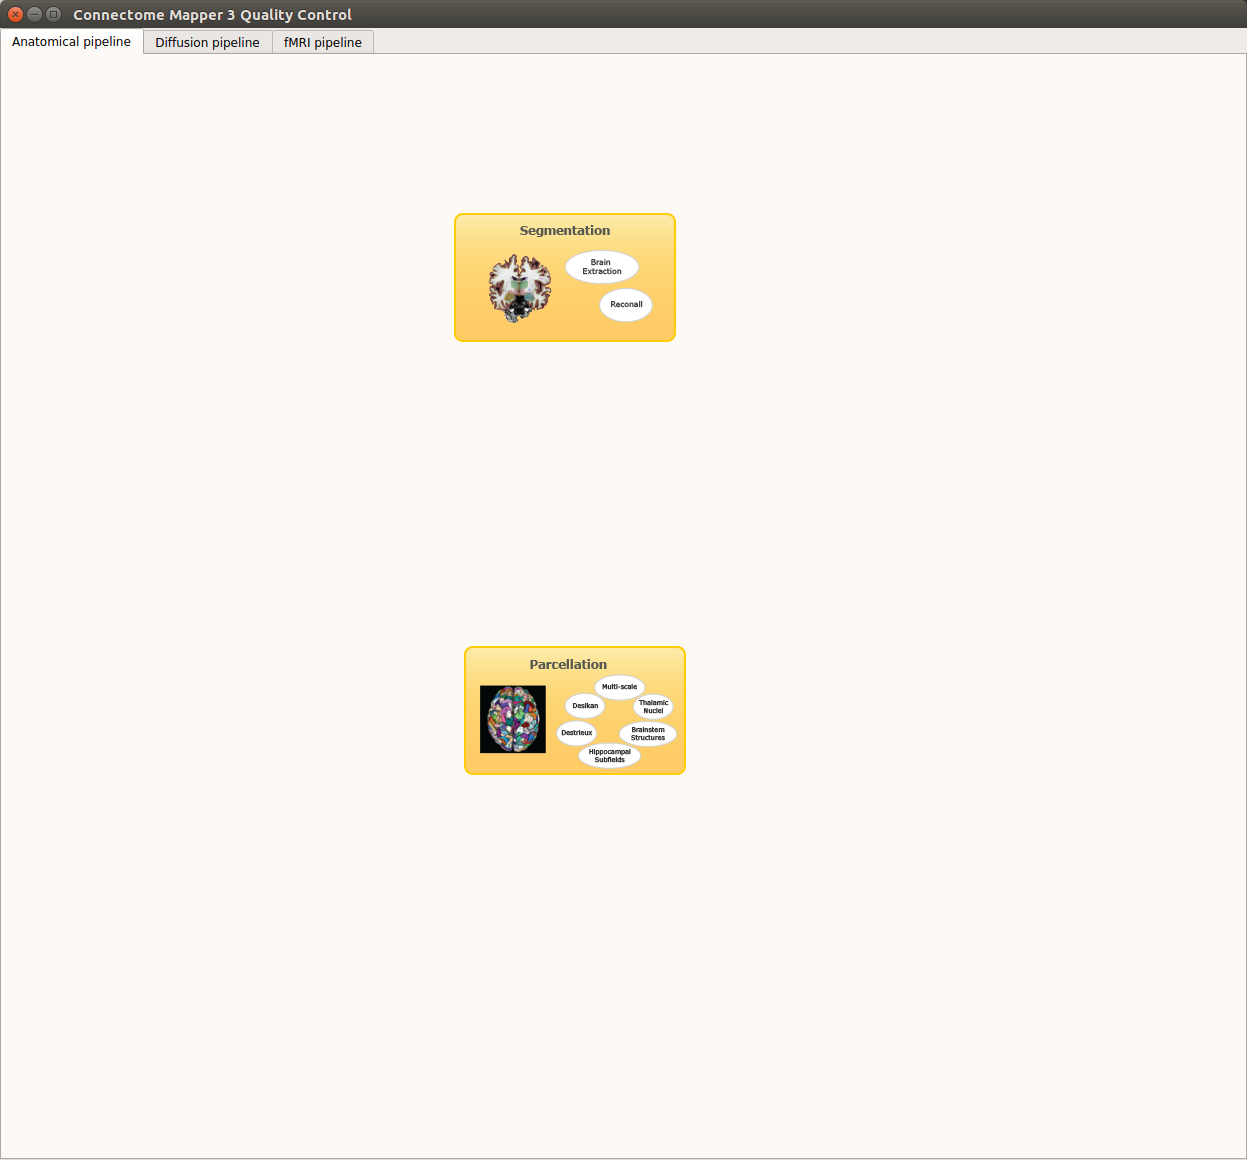 Connectome Mapper 3 Quality Control
Anatomical pipeline
Diffusion pipeline
fMRI pipeline
Segmentation
Brain
Extraction
Reconall
Parcellation
Multi-scale
Desikan
Thalamic
Nuclei
Destrieux
Brainstem
Structures
Hippocampal
Subfields